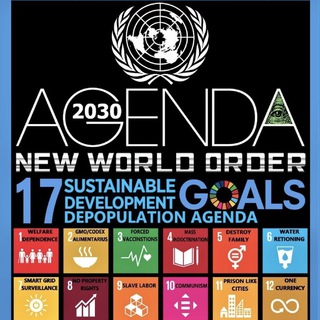 AGENDA
2030
NEW WORLD ORDER
17 SUSTAINABLE
DEVELOPMENT
GOALS
DEPOPULATION AGENDA
1 WELFARE
DEPENDENCE
2 GMO/CODEX
ALIMENTARIUS
3 FORCED
VACCINSTIONS
4 MASS
INDOCTRINATION
5 DESTROY
FAMILY
6 WATER
RETIONING
7 SMART GRID
SURVEILLANCE
8 NO PROPERTY
RIGHTS
9 SLAVE LABOR
10 COMMUNISM
11 PRISON LIKE
CITIES
12 ONE
CURRENCY